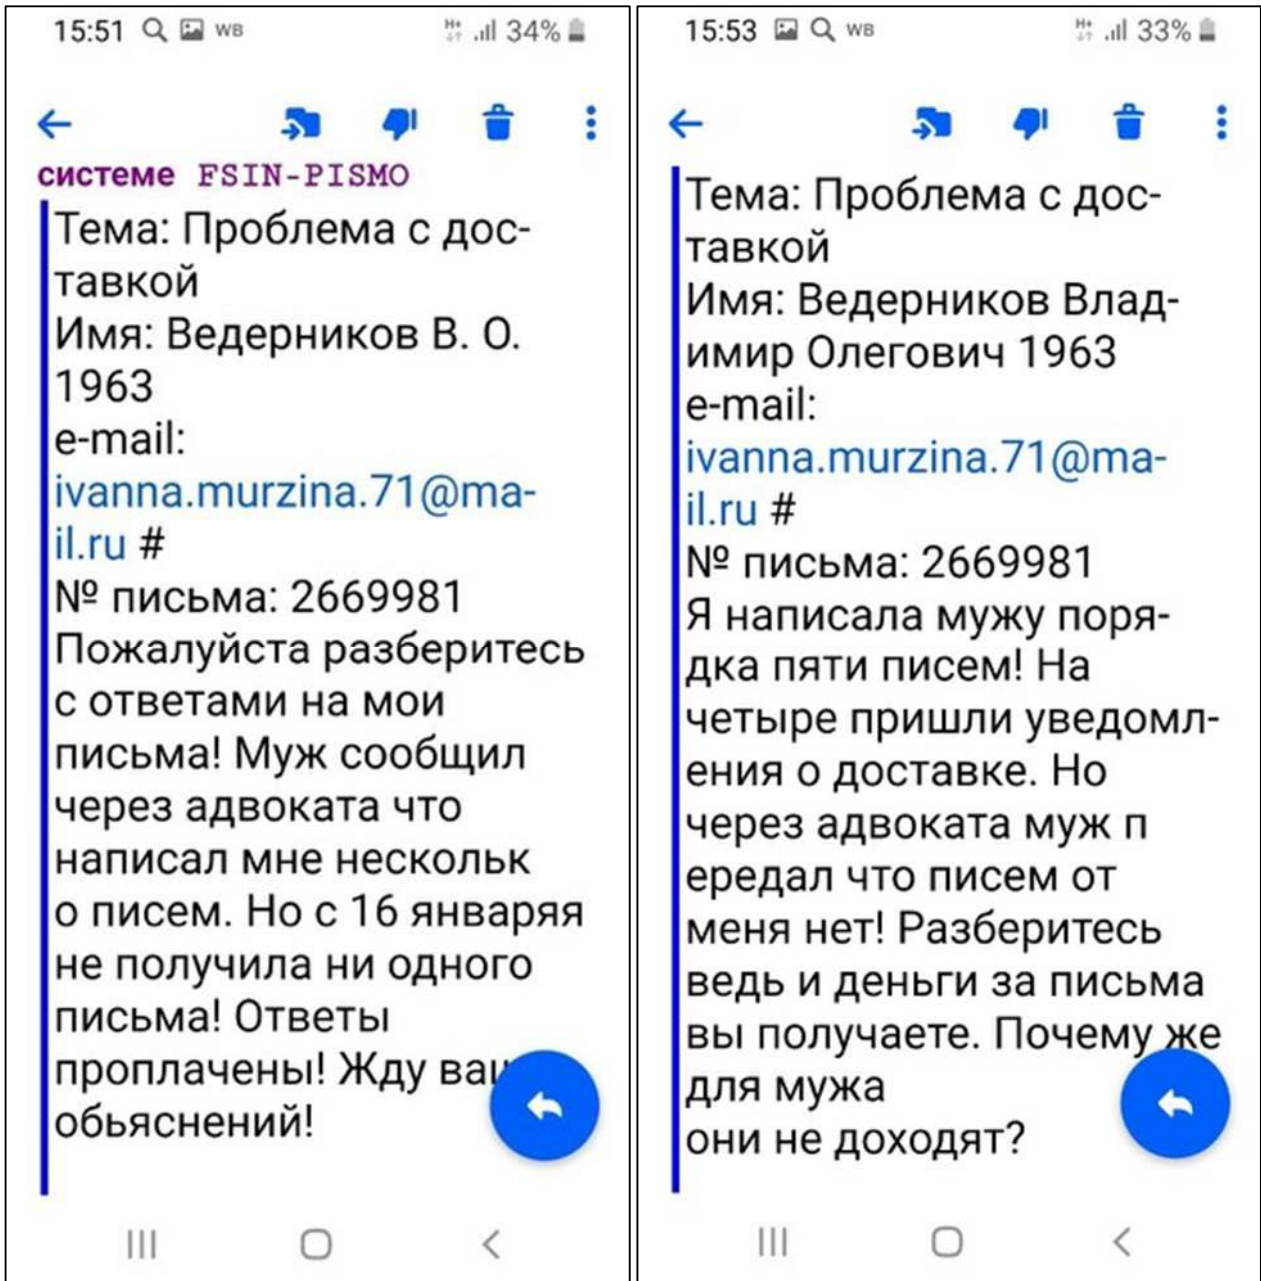 15:51 WB 34%
системе FSIN-PISMO
Тема: Проблема с дос-
тавкой
Имя: Ведерников В. О.
1963
e-mail:
ivanna.murzina.71@ma-
il.ru #
№ письма: 2669981
Пожалуйста разберитесь
с ответами на мои
письма! Муж сообщил
через адвоката что
написал мне нескольк
о писем. Но с 16 январяя
не получила ни одного
письма! Ответы
проплачены! Жду
обьяснений!
15:53 WB 33%
Тема: Проблема с дос-
тавкой
Имя: Ведерников Влад-
имир Олегович 1963
e-mail:
ivanna.murzina.71@ma-
il.ru #
№ письма: 2669981
Я написала мужу поря-
дка пяти писем! На
четыре пришли уведомл-
ения о доставке. Но
через адвоката муж п
ередал что писем от
меня нет! Разберитесь
ведь и деньги за письма
вы получаете. Почему же
для мужа
они не доходят?